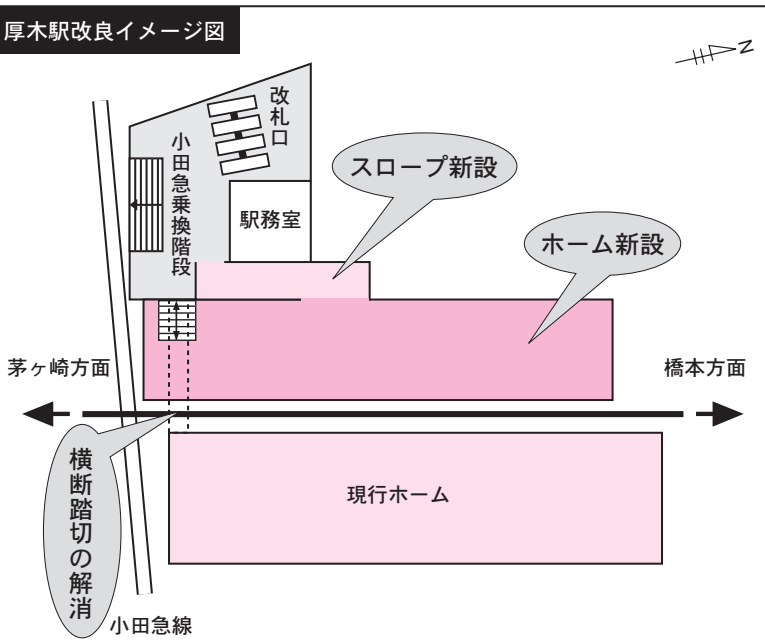 厚木駅改良イメージ図
N
改札口
小田急乗換階段
スロープ新設
駅務室
ホーム新設
茅ヶ崎方面
橋本方面
横断踏切の解消
現行ホーム
小田急線